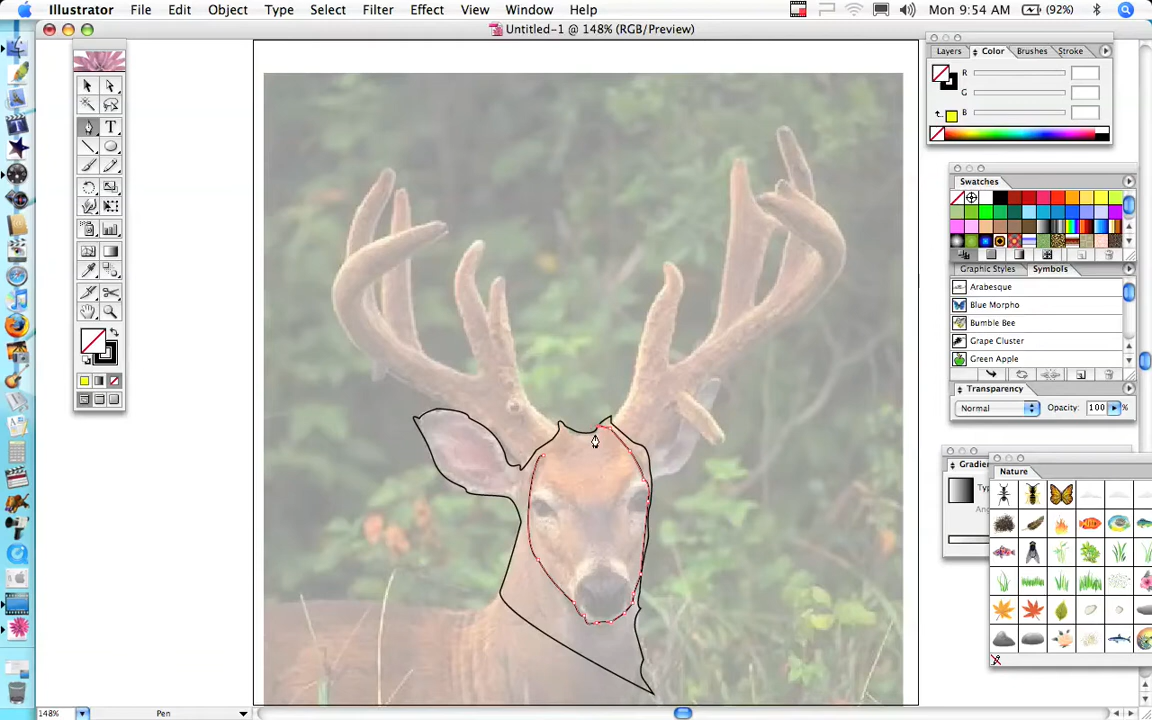 Illustrator File Edit Object Type Select Filter Effect View Window Help Mon 9:54 AM (92%)
Untitled-1 @ 148% (RGB/Preview)
Layers Color Brushes Stroke
R
G
B
T
Swatches
Graphic Styles Symbols
Arabesque
Blue Morpho
Bumble Bee
Grape Cluster
Green Apple
Transparency
Normal Opacity: 100 %
Gradien
Nature
148% Pen